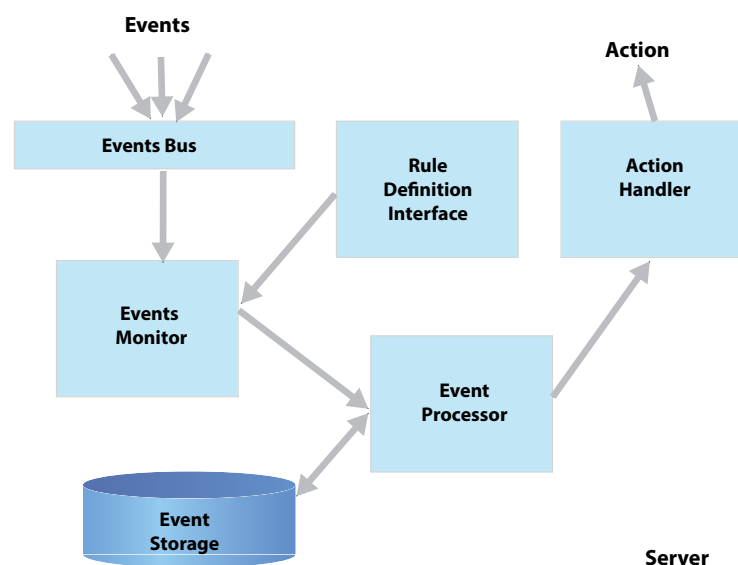 Events
Action
Events Bus
Rule
Definition
Interface
Action
Handler
Events
Monitor
Event
Processor
Event
Storage
Server